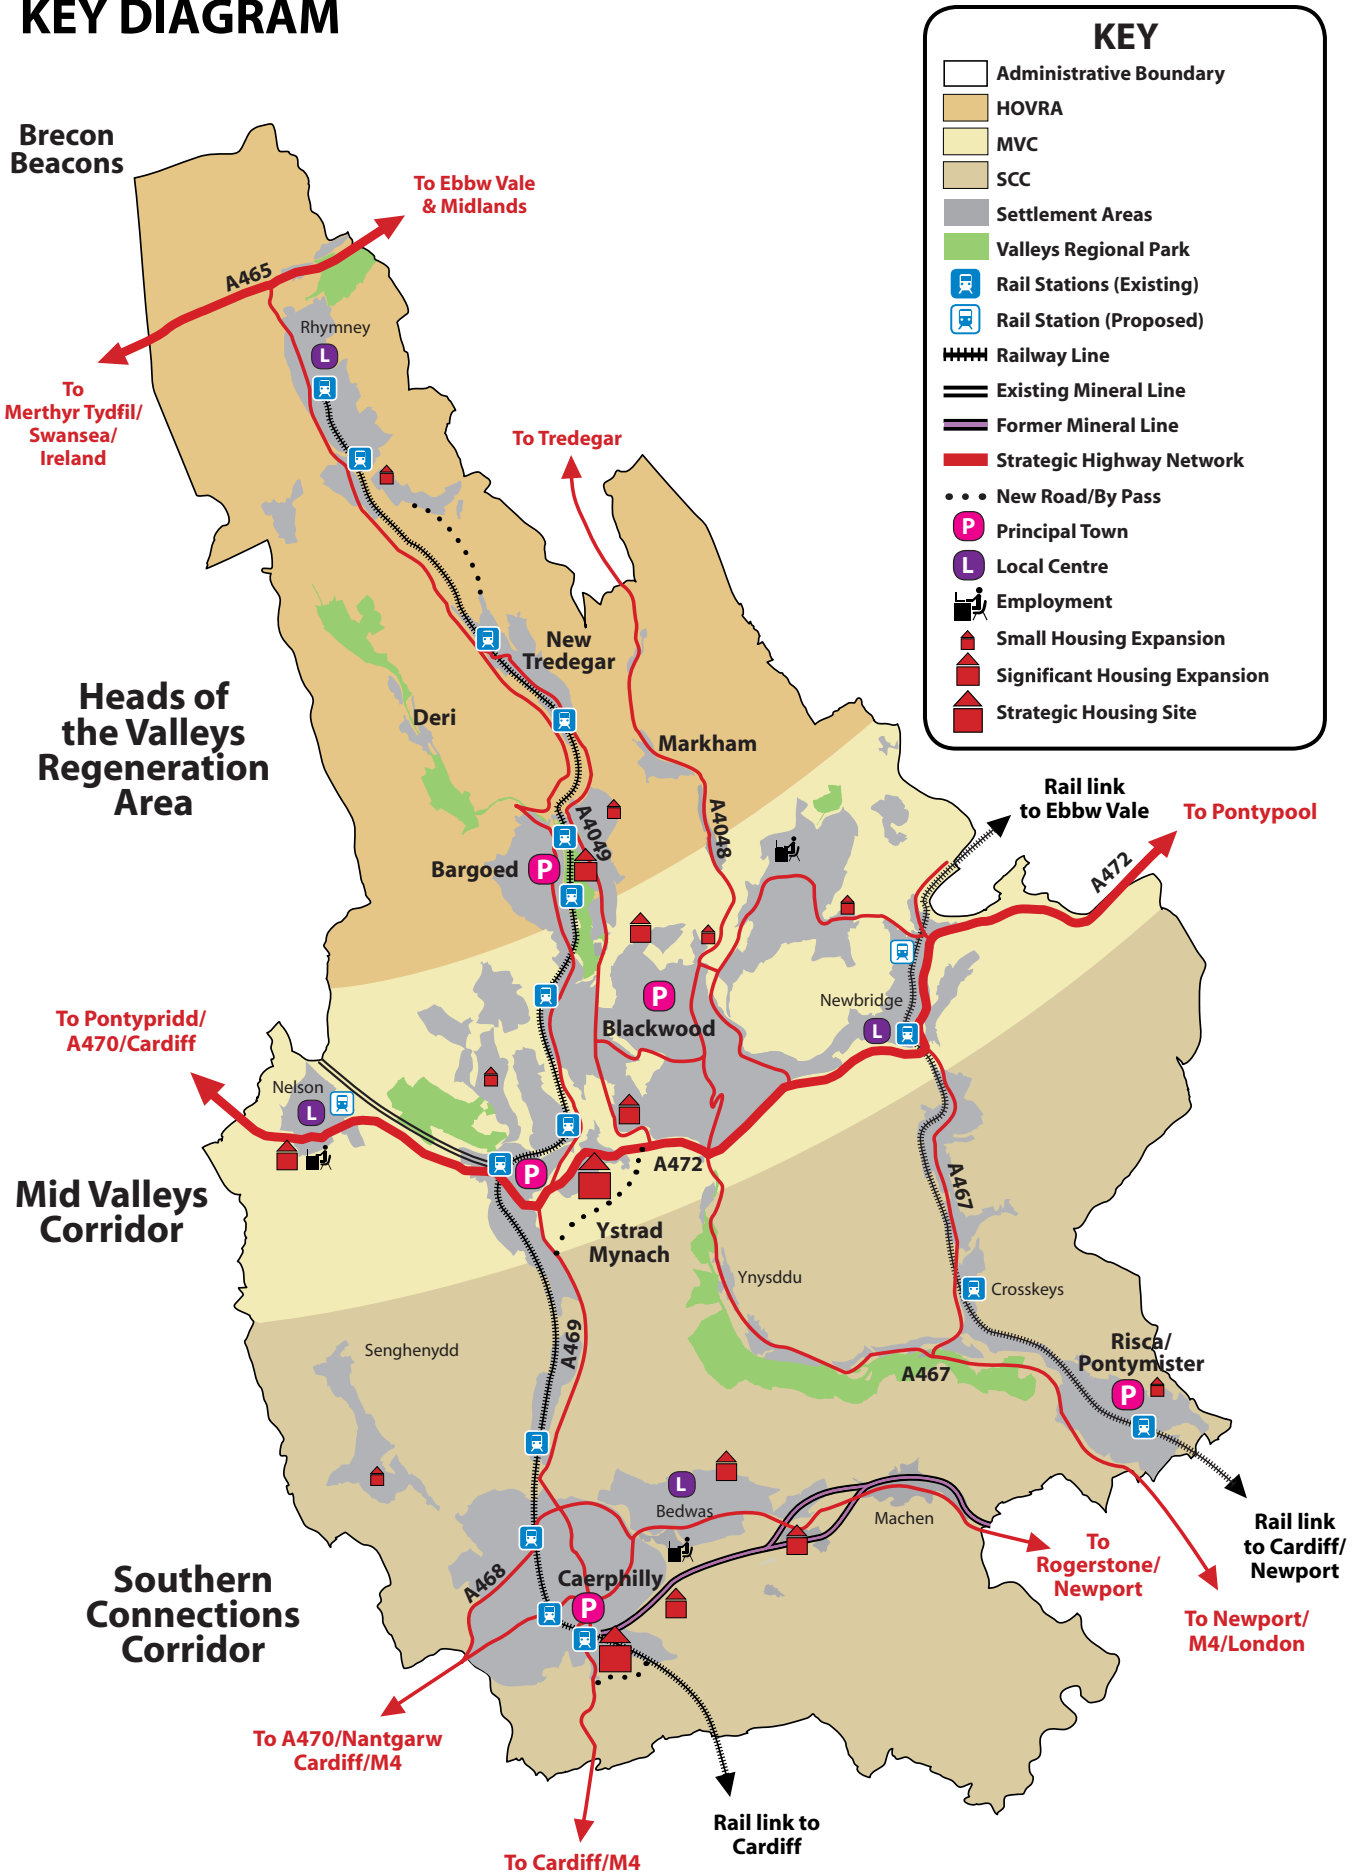 KEY DIAGRAM
KEY
Administrative Boundary
HOVRA
MVC
SCC
Settlement Areas
Valleys Regional Park
Rail Stations (Existing)
Rail Station (Proposed)
Railway Line
Existing Mineral Line
Former Mineral Line
Strategic Highway Network
New Road/By Pass
P
Principal Town
L
Local Centre
Employment
Small Housing Expansion
Significant Housing Expansion
Strategic Housing Site
Brecon
Beacons
To Ebbw Vale
& Midlands
A465
Rhymney
L
To
Merthyr Tydfil/
Swansea/
Ireland
To Tredegar
New
Tredegar
Heads of
the Valleys
Regeneration
Area
Deri
Markham
Rail link
to Ebbw Vale
To Pontypool
A4049
A4048
A472
Bargoed
P
P
Blackwood
Newbridge
L
To Pontypridd/
A470/Cardiff
Nelson
L
P
A472
Mid Valleys
Corridor
Ystrad
Mynach
A467
Ynysddu
Crosskeys
Senghenydd
A469
Risca/
Pontymister
P
A467
L
Bedwas
Machen
To
Rogerstone/
Newport
Rail link
to Cardiff/
Newport
To Newport/
M4/London
Southern
Connections
Corridor
A468
Caerphilly
P
To A470/Nantgarw
Cardiff/M4
Rail link to
Cardiff
To Cardiff/M4